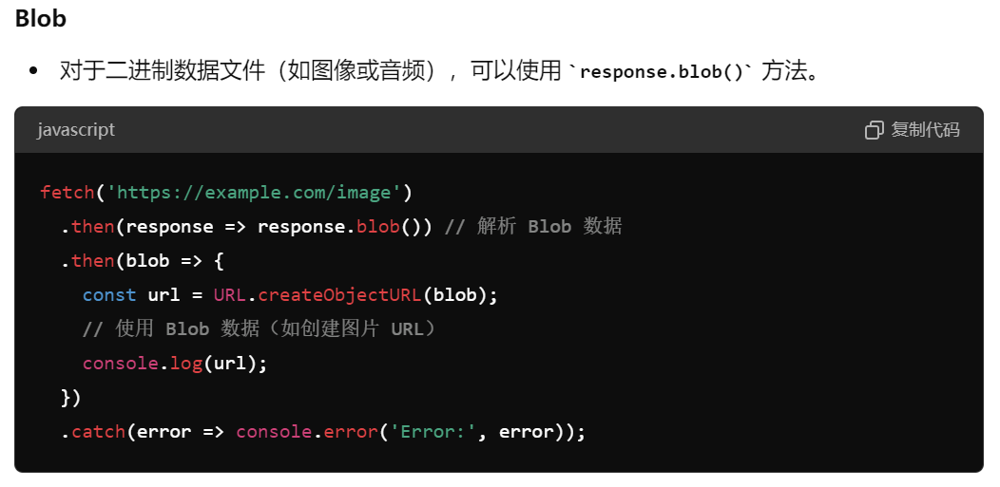 Blob
• 对于二进制数据文件（如图像或音频），可以使用 `response.blob()` 方法。
javascript 复制代码
fetch('https://example.com/image')
  .then(response => response.blob()) // 解析 Blob 数据
  .then(blob => {
    const url = URL.createObjectURL(blob);
    // 使用 Blob 数据（如创建图片 URL）
    console.log(url);
  })
  .catch(error => console.error('Error:', error));